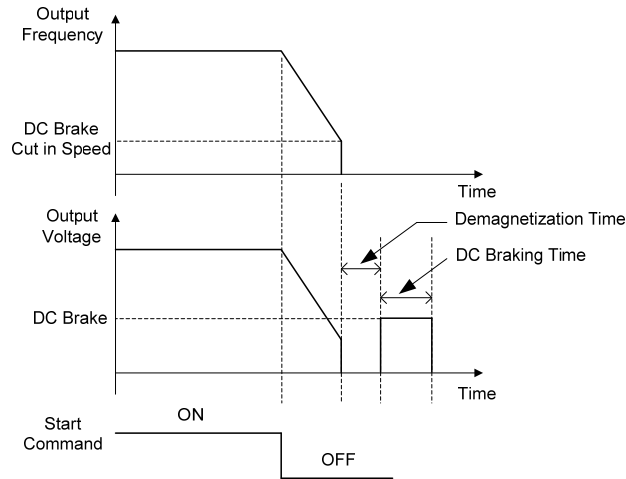 Output
Frequency
DC Brake
Cut in Speed
Time
Output
Voltage
Demagnetization Time
DC Braking Time
DC Brake
Time
Start
Command
ON
OFF